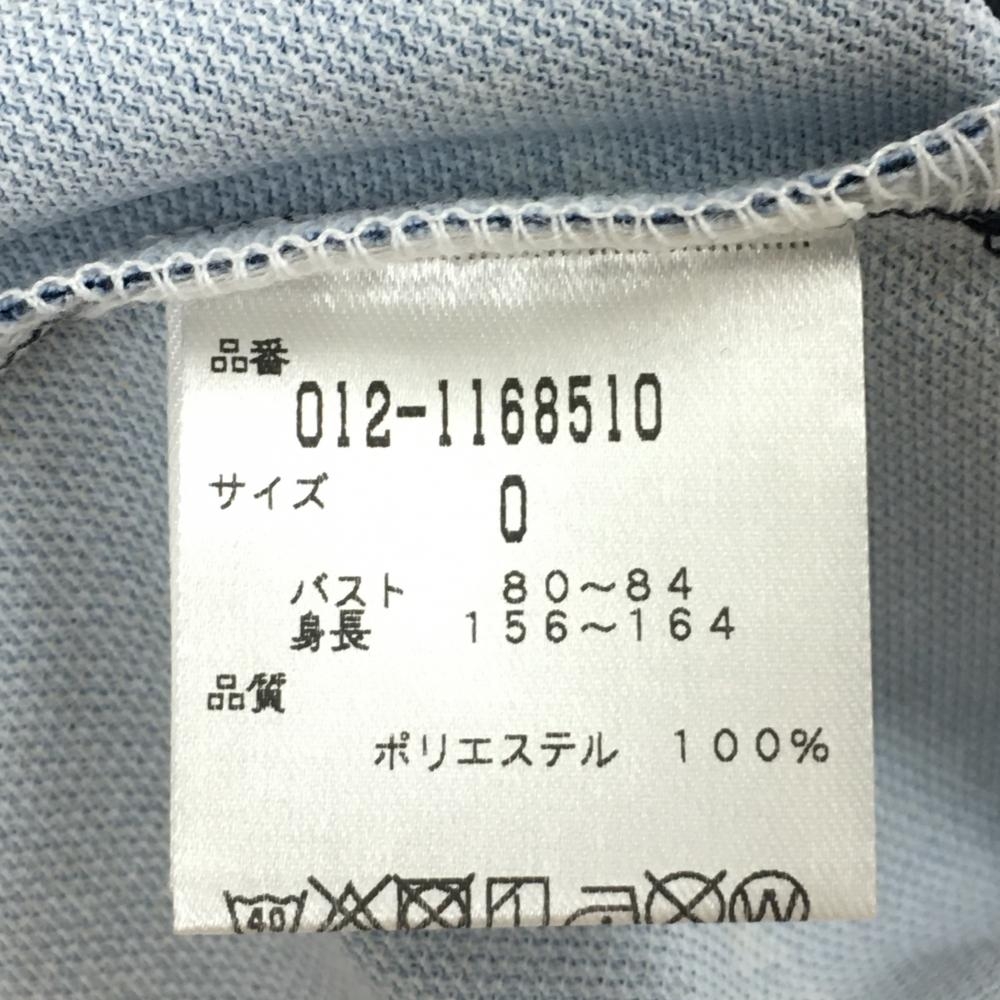 品番
012-1168510
サイズ 0
バスト 80〜84
身長 156〜164
品質
ポリエステル 100%
40 W